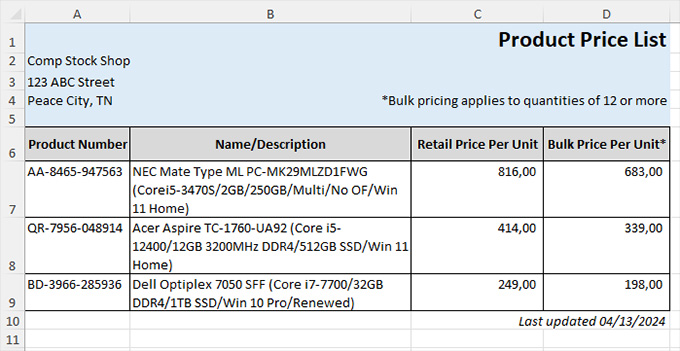 A B C D
1 Product Price List
2 Comp Stock Shop
3 123 ABC Street
4 Peace City, TN *Bulk pricing applies to quantities of 12 or more
5
6 Product Number Name/Description Retail Price Per Unit Bulk Price Per Unit*
AA-8465-947563 NEC Mate Type ML PC-MK29MLZD1FWG 816,00 683,00
(Corei5-3470S/2GB/250GB/Multi/No OF/Win
7 11 Home)
QR-7956-048914 Acer Aspire TC-1760-UA92 (Core i5- 414,00 339,00
12400/12GB 3200MHz DDR4/512GB SSD/Win 11
8 Home)
BD-3966-285936 Dell Optiplex 7050 SFF (Core i7-7700/32GB 249,00 198,00
9 DDR4/1TB SSD/Win 10 Pro/Renewed)
10 Last updated 04/13/2024
11